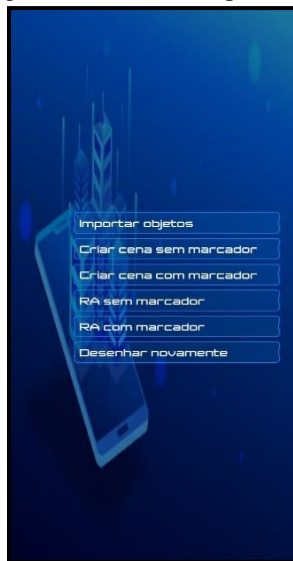 Importar objetos
Criar cena sem marcador
Criar cena com marcador
RA sem marcador
RA com marcador
Desenhar novamente